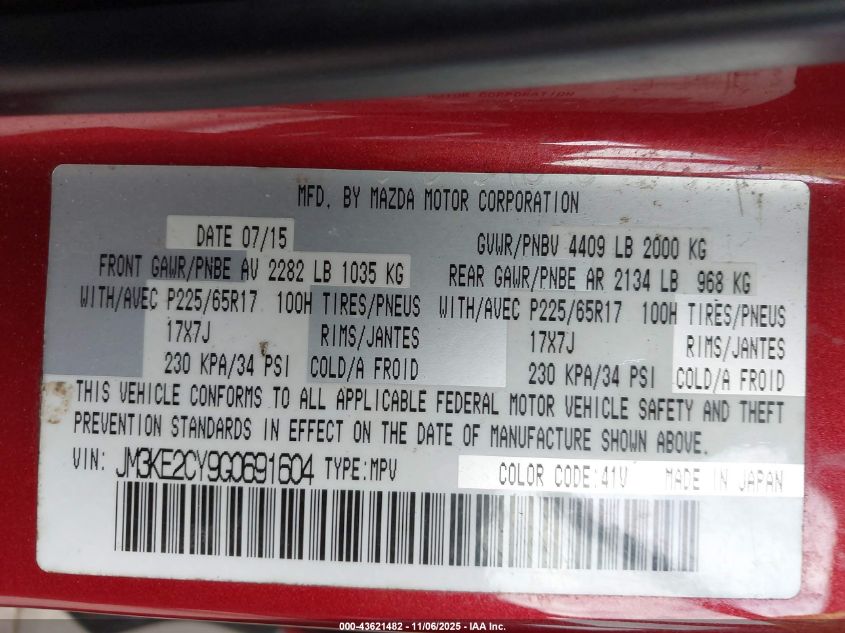 MFD. BY MAZDA MOTOR CORPORATION
DATE 07/15 GVWR/PNBV 4409 LB 2000 KG
FRONT GAWR/PNBE AV 2282 LB 1035 KG REAR GAWR/PNBE AR 2134 LB 968 KG
WITH/AVEC P225/65R17 100H TIRES/PNEUS WITH/AVEC P225/65R17 100H TIRES/PNEUS
17X7J RIMS/JANTES 17X7J RIMS/JANTES
230 KPA/34 PSI COLD/A FROID 230 KPA/34 PSI COLD/A FROID
THIS VEHICLE CONFORMS TO ALL APPLICABLE FEDERAL MOTOR VEHICLE SAFETY AND THEFT
PREVENTION STANDARDS IN EFFECT ON THE DATE OF MANUFACTURE SHOWN ABOVE.
VIN: JM3KE2CY9G0691604 TYPE:MPV COLOR CODE:41V MADE IN JAPAN
000-43621482 - 11/06/2025 - IAA Inc.